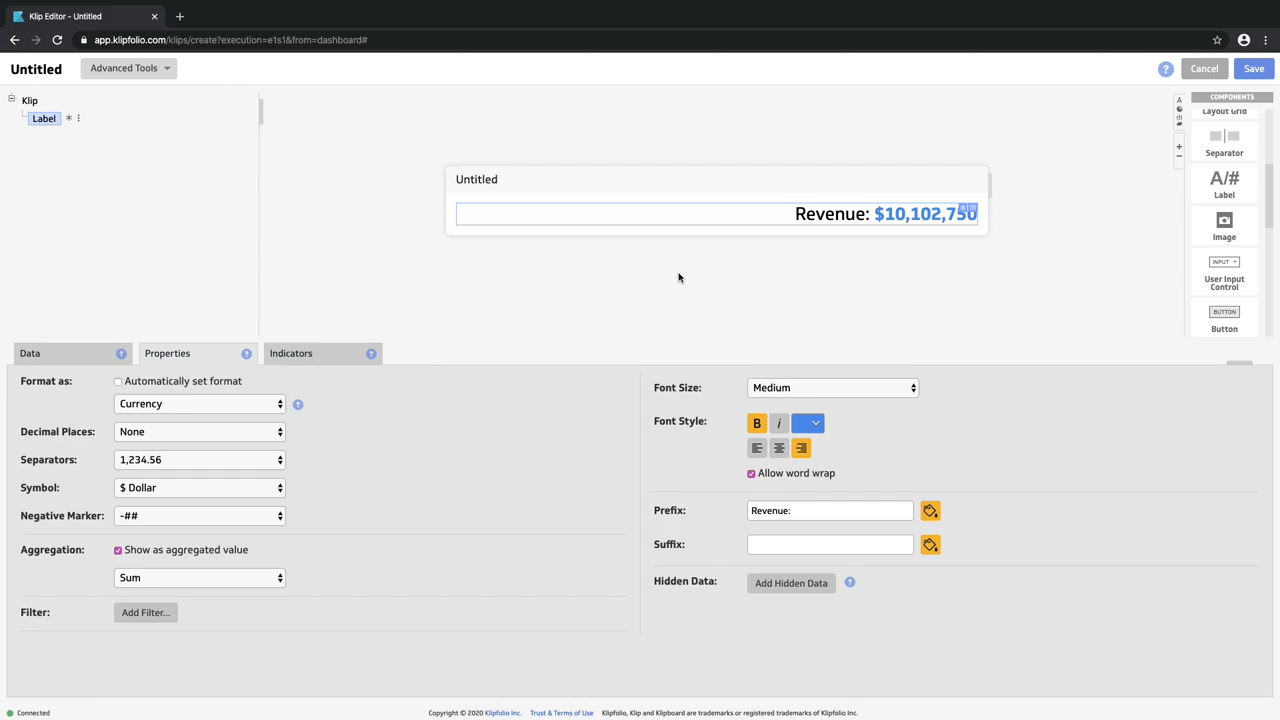 Klip Editor - Untitled
app.klipfolio.com/klips/create?execution=e1s1&from=dashboard#
Untitled
Advanced Tools
?
Cancel
Save
Klip
Label
Untitled
Revenue: $10,102,750
COMPONENTS
Layout Grid
Separator
A/#
Label
Image
INPUT
User Input
Control
BUTTON
Button
Data ?
Properties ?
Indicators ?
Format as:
Automatically set format
Currency ?
Decimal Places: None
Separators: 1,234.56
Symbol: $ Dollar
Negative Marker: -##
Aggregation: Show as aggregated value
Sum
Filter: Add Filter...
Font Size: Medium
Font Style: B i
Allow word wrap
Prefix: Revenue:
Suffix:
Hidden Data: Add Hidden Data ?
Connected
Copyright © 2020 Klipfolio Inc. Trust & Terms of Use Klipfolio, Klip and Klipboard are trademarks or registered trademarks of Klipfolio Inc.